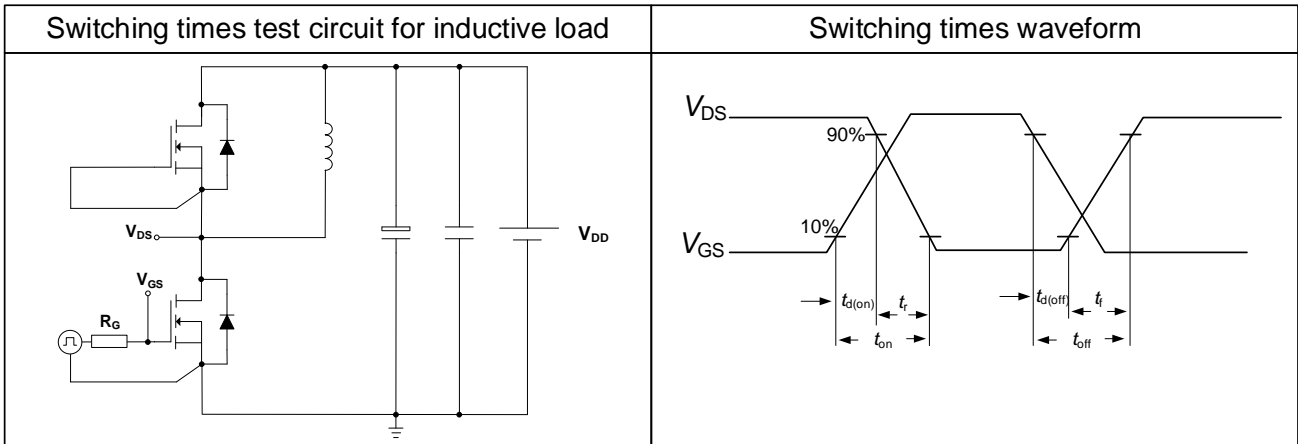 Switching times test circuit for inductive load
Switching times waveform
VDS
VDD
VGS
RG
VDS
90%
10%
VGS
td(on)
tr
td(off)
tf
ton
toff